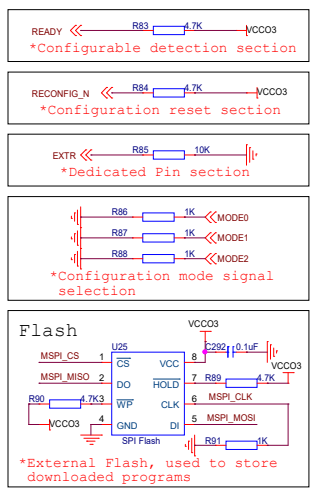 READY R83 4.7K VCCO3
*Configurable detection section
RECONFIG_N R84 4.7K VCCO3
*Configuration reset section
EXTR R85 10K
*Dedicated Pin section
R86 1K MODE0
R87 1K MODE1
R88 1K MODE2
*Configuration mode signal
selection
Flash
VCCO3
U25 C292 0.1uF
MSPI_CS 1 CS VCC 8 VCCO3
MSPI_MISO 2 DO HOLD 7 R89 4.7K
R90 4.7K 3 WP CLK 6 MSPI_CLK
VCCO3 4 GND DI 5 MSPI_MOSI
SPI Flash R91 1K
*External Flash, used to store
downloaded programs